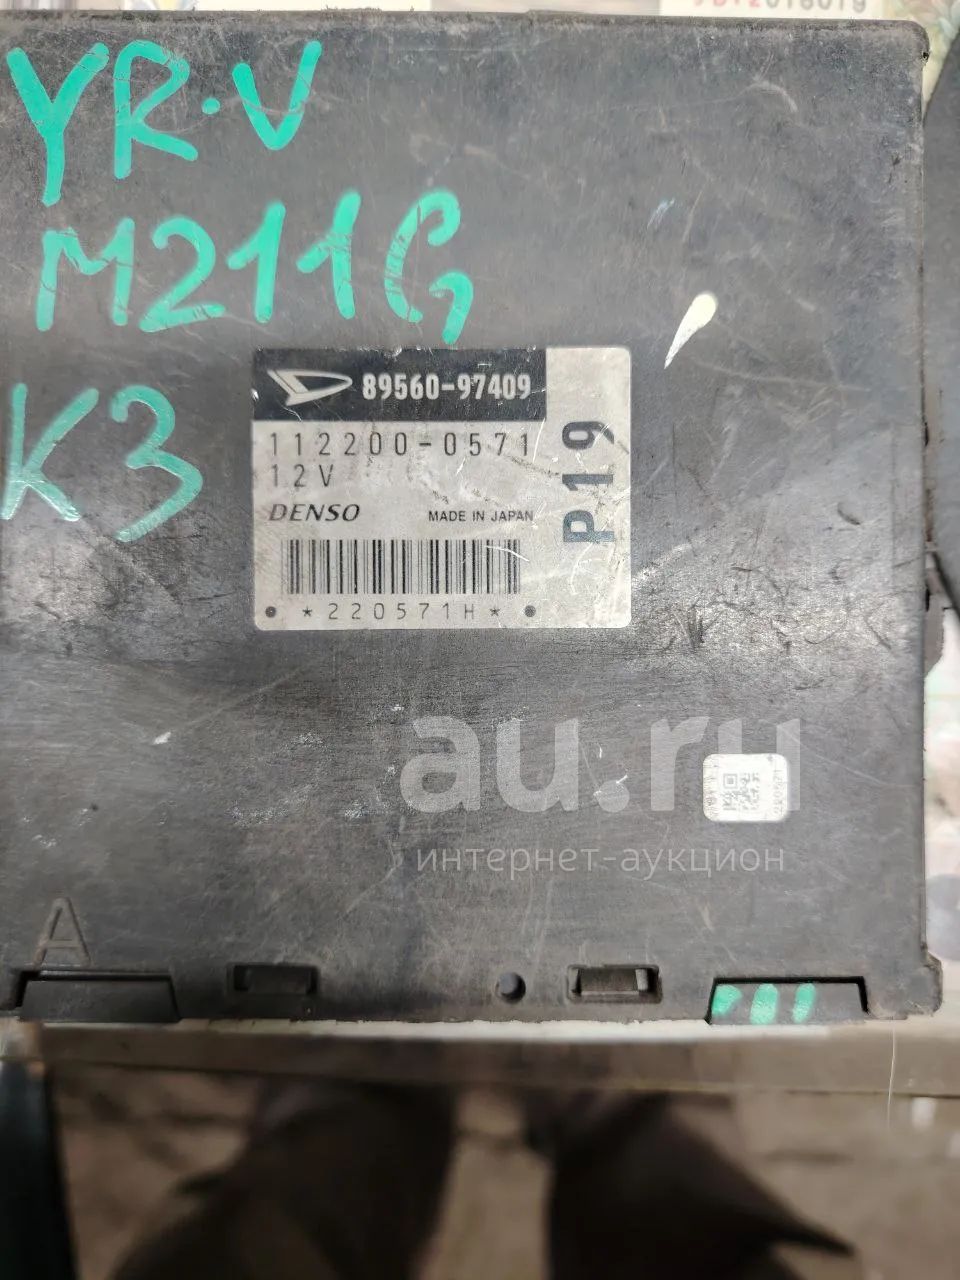 YR·V
M211G
K3
89560-97409
112200-0571
12V
DENSO MADE IN JAPAN
P19
*220571H*
au.ru
интернет-аукцион
A